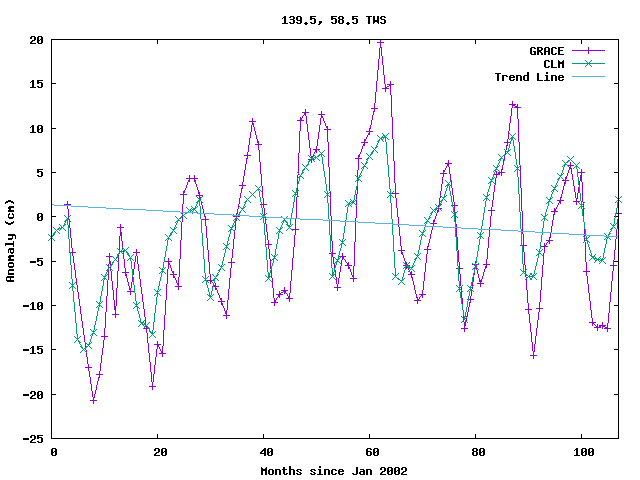 139.5, 58.5 TWS
GRACE
CLM
Trend Line
20
15
10
5
0
-5
-10
-15
-20
-25
Anomaly (cm)
0 20 40 60 80 100
Months since Jan 2002